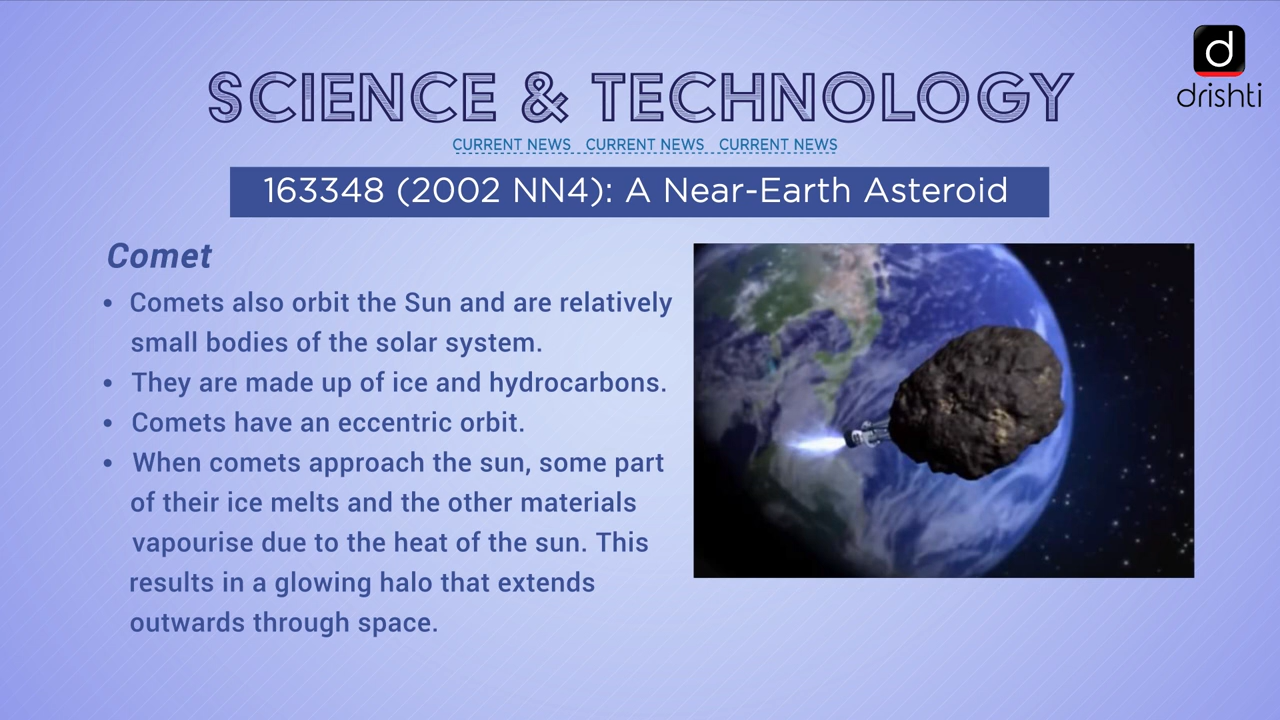 d
drishti
SCIENCE & TECHNOLOGY
CURRENT NEWS CURRENT NEWS CURRENT NEWS
163348 (2002 NN4): A Near-Earth Asteroid
Comet
• Comets also orbit the Sun and are relatively
small bodies of the solar system.
• They are made up of ice and hydrocarbons.
• Comets have an eccentric orbit.
• When comets approach the sun, some part
of their ice melts and the other materials
vapourise due to the heat of the sun. This
results in a glowing halo that extends
outwards through space.